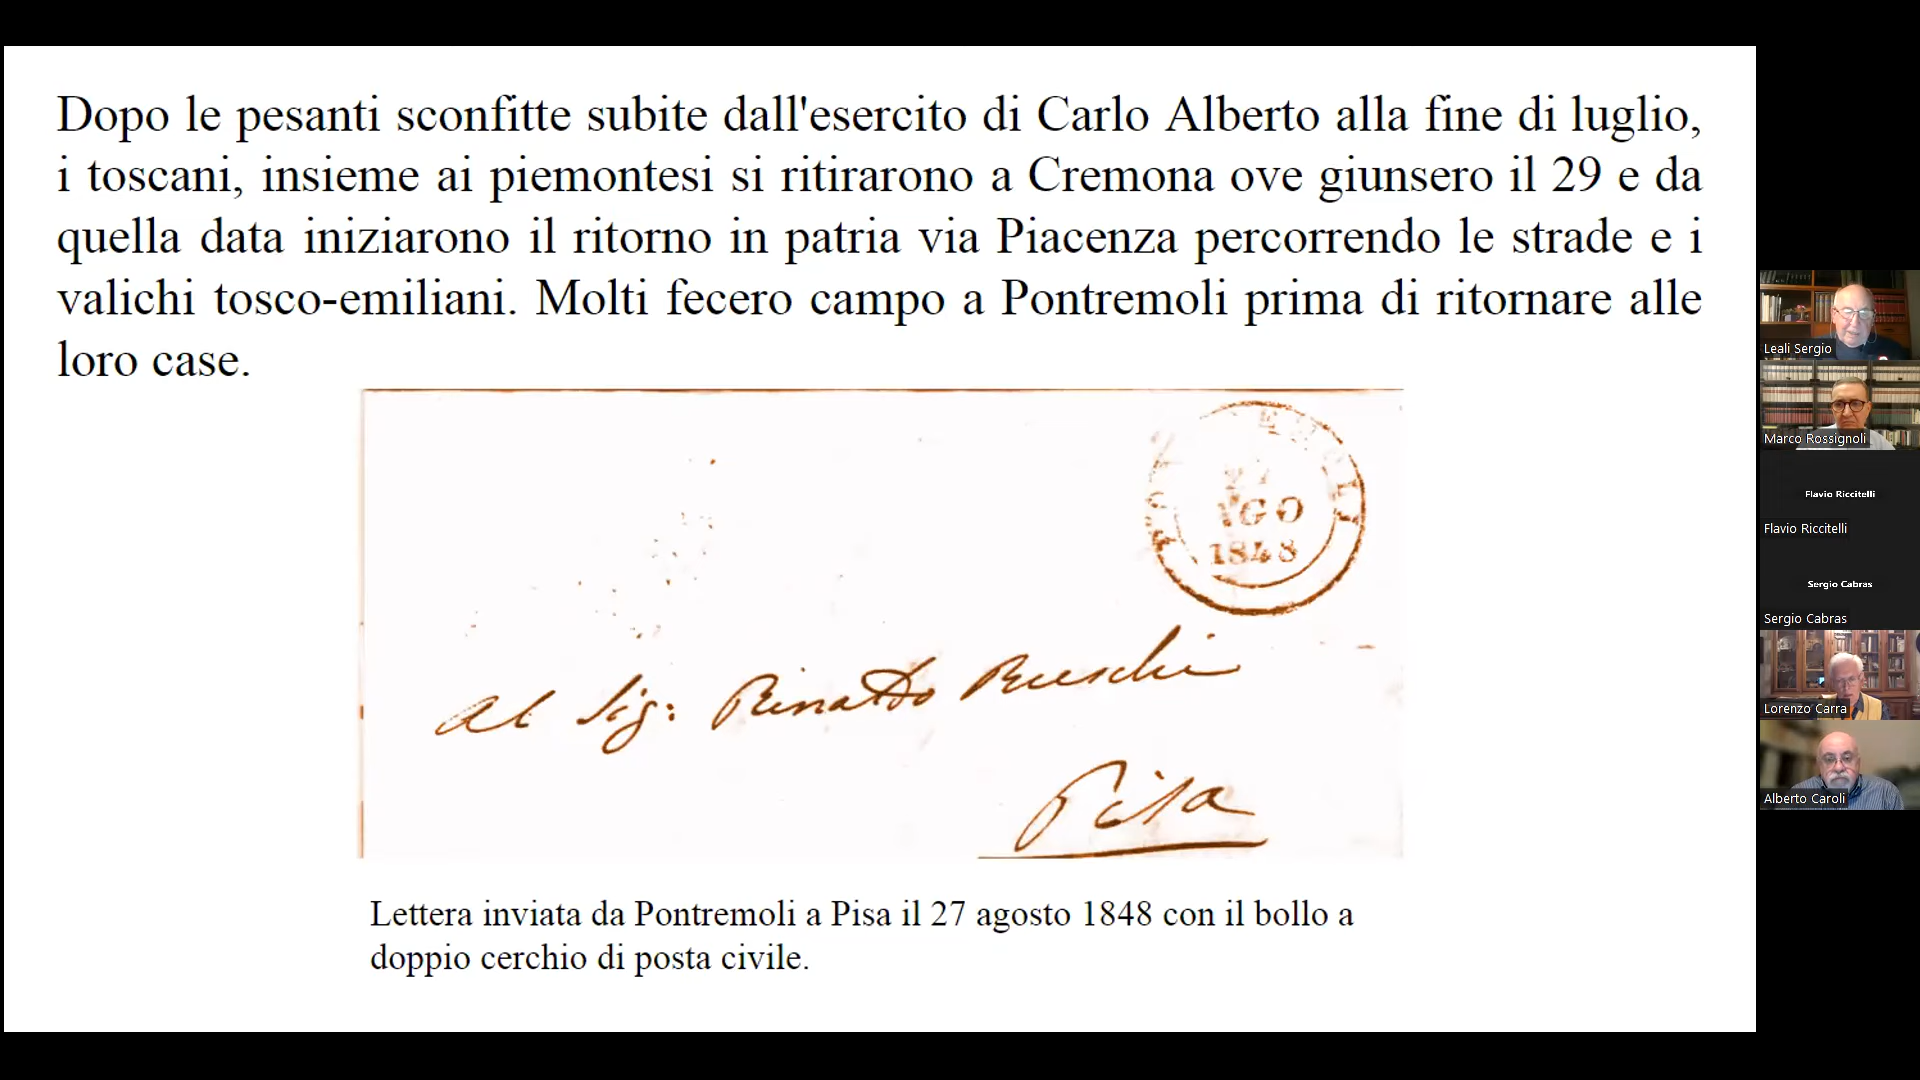 Dopo le pesanti sconfitte subite dall'esercito di Carlo Alberto alla fine di luglio,
i toscani, insieme ai piemontesi si ritirarono a Cremona ove giunsero il 29 e da
quella data iniziarono il ritorno in patria via Piacenza percorrendo le strade e i
valichi tosco-emiliani. Molti fecero campo a Pontremoli prima di ritornare alle
loro case.
27
AGO
1848
Al Sig: Rinaldo Ruschi
Pisa
Lettera inviata da Pontremoli a Pisa il 27 agosto 1848 con il bollo a
doppio cerchio di posta civile.
Leali Sergio
Marco Rossignoli
Flavio Riccitelli
Flavio Riccitelli
Sergio Cabras
Sergio Cabras
Lorenzo Carra
Alberto Caroli